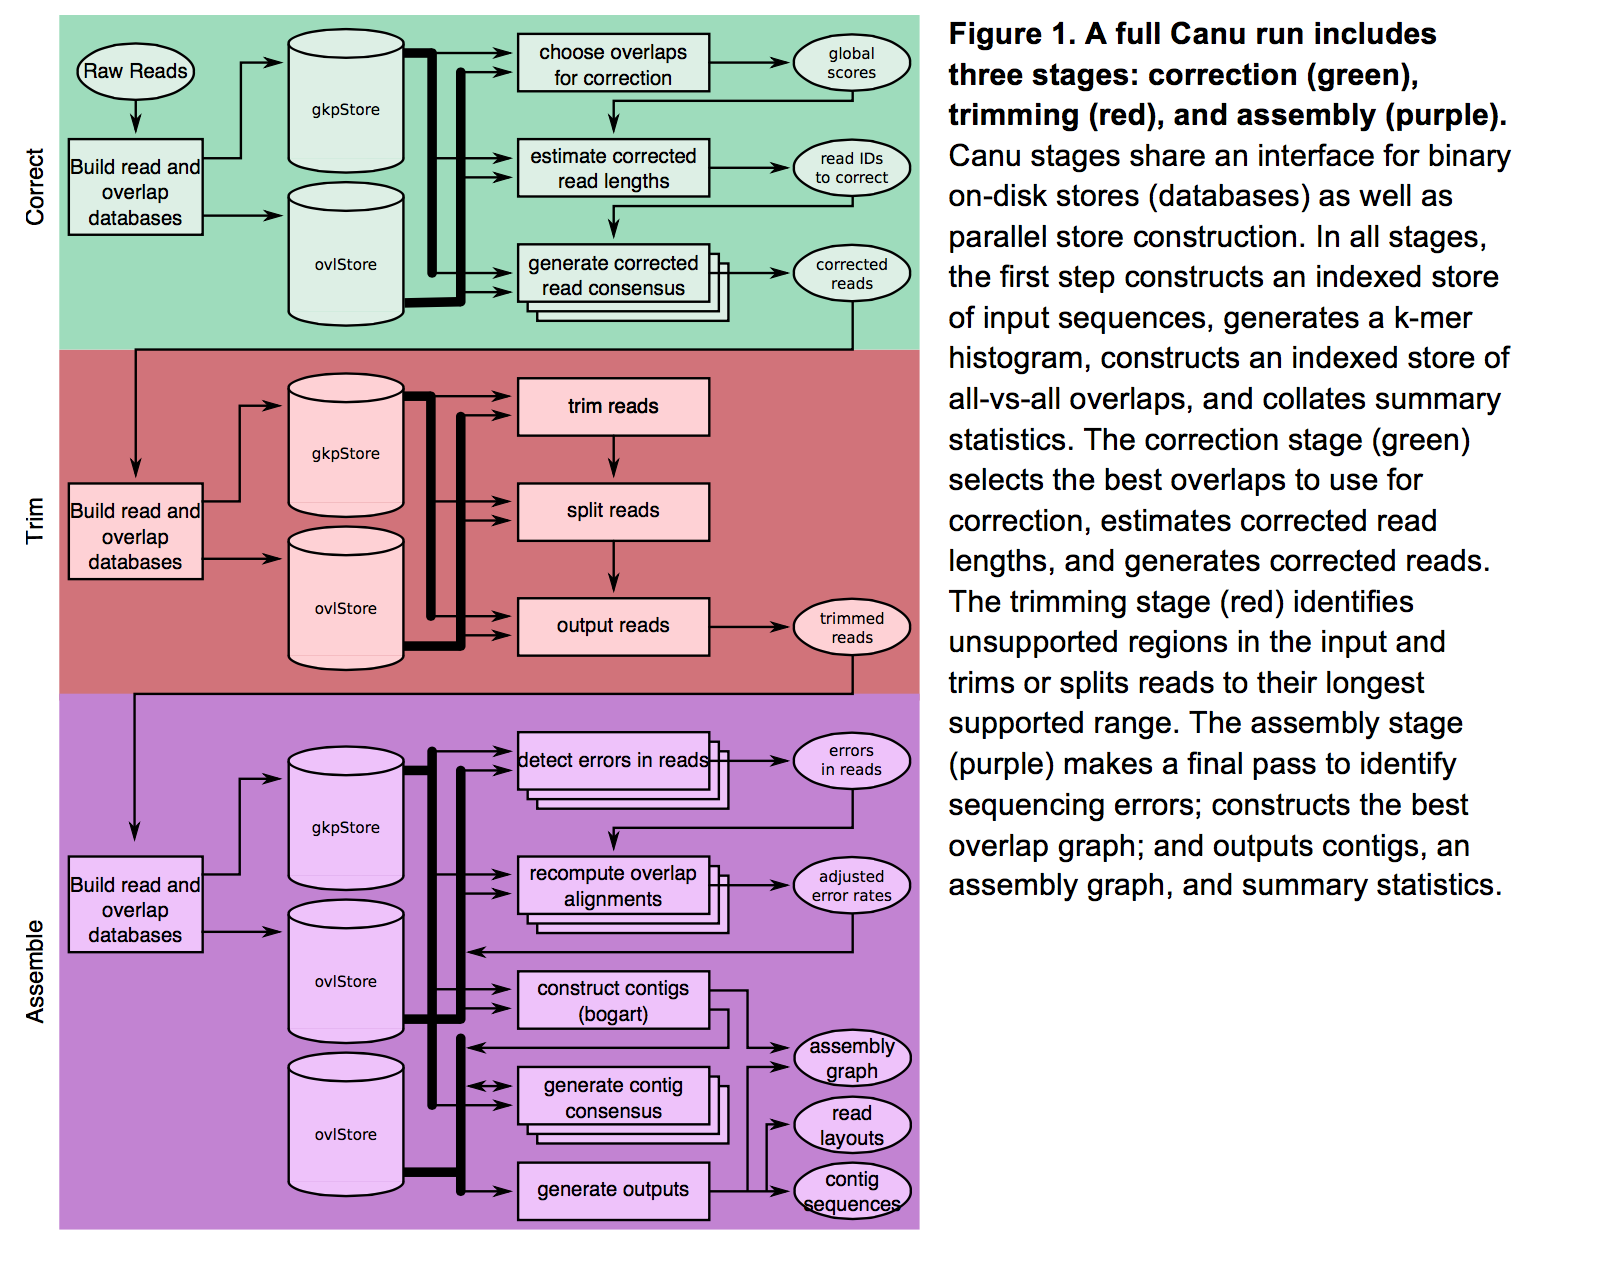 Correct
Raw Reads
Build read and
overlap
databases
gkpStore
ovlStore
choose overlaps
for correction
global
scores
estimate corrected
read lengths
read IDs
to correct
generate corrected
read consensus
corrected
reads
Trim
Build read and
overlap
databases
gkpStore
ovlStore
trim reads
split reads
output reads
trimmed
reads
Assemble
Build read and
overlap
databases
gkpStore
ovlStore
ovlStore
detect errors in reads
errors
in reads
recompute overlap
alignments
adjusted
error rates
construct contigs
(bogart)
assembly
graph
generate contig
consensus
read
layouts
generate outputs
contig
sequences
Figure 1. A full Canu run includes
three stages: correction (green),
trimming (red), and assembly (purple).
Canu stages share an interface for binary
on-disk stores (databases) as well as
parallel store construction. In all stages,
the first step constructs an indexed store
of input sequences, generates a k-mer
histogram, constructs an indexed store of
all-vs-all overlaps, and collates summary
statistics. The correction stage (green)
selects the best overlaps to use for
correction, estimates corrected read
lengths, and generates corrected reads.
The trimming stage (red) identifies
unsupported regions in the input and
trims or splits reads to their longest
supported range. The assembly stage
(purple) makes a final pass to identify
sequencing errors; constructs the best
overlap graph; and outputs contigs, an
assembly graph, and summary statistics.